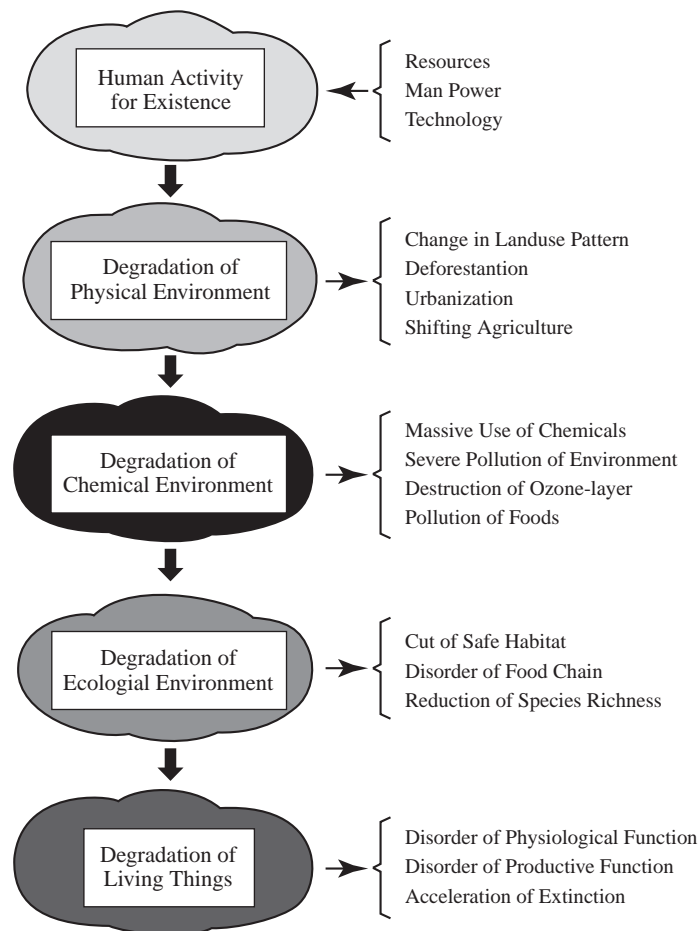 Human Activity
for Existence
Resources
Man Power
Technology
Degradation of
Physical Environment
Change in Landuse Pattern
Deforestantion
Urbanization
Shifting Agriculture
Degradation of
Chemical Environment
Massive Use of Chemicals
Severe Pollution of Environment
Destruction of Ozone-layer
Pollution of Foods
Degradation of
Ecologial Environment
Cut of Safe Habitat
Disorder of Food Chain
Reduction of Species Richness
Degradation of
Living Things
Disorder of Physiological Function
Disorder of Productive Function
Acceleration of Extinction